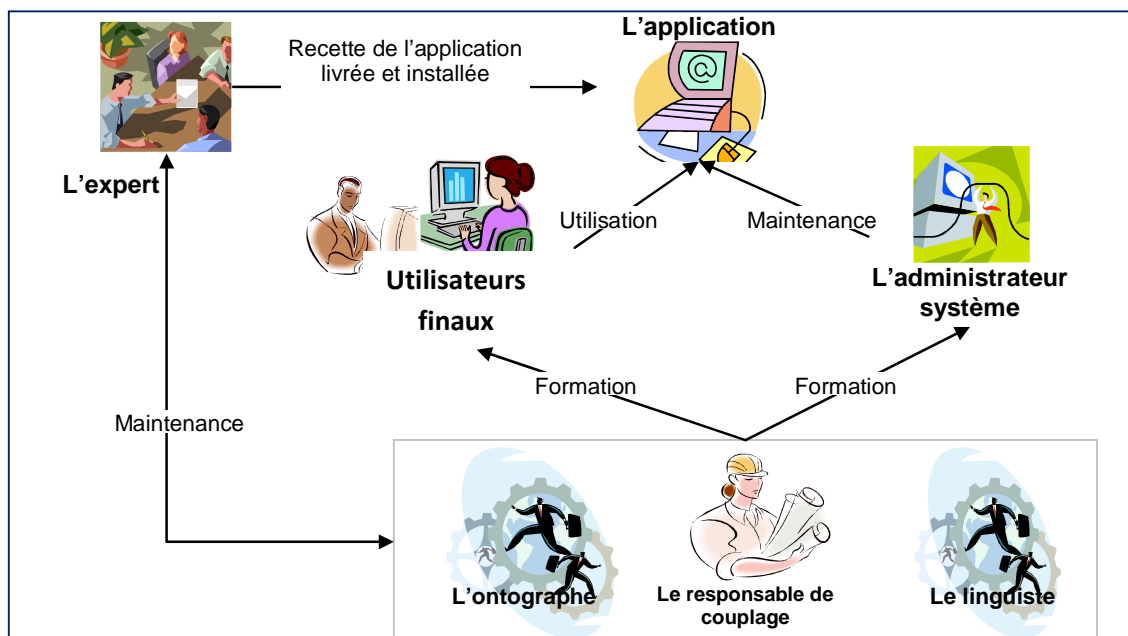 L’application
Recette de l’application
livrée et installée
L’expert
Utilisation
Maintenance
Utilisateurs
finaux
L’administrateur
système
Formation
Formation
Maintenance
L’ontographe
Le responsable de
couplage
Le linguiste
@